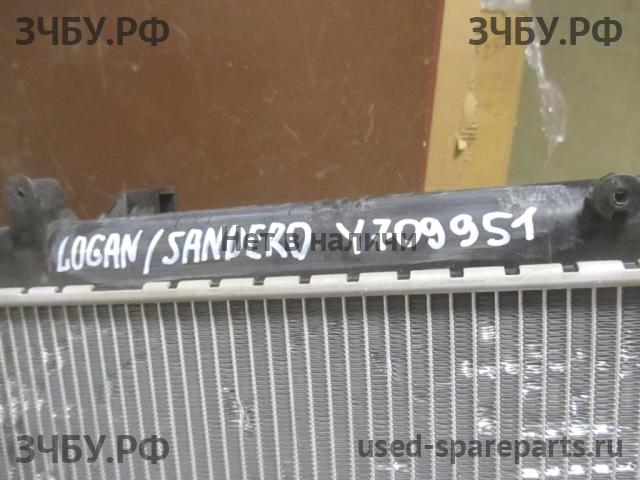 ЗЧБУ.РФ ЗЧБУ.РФ
LOGAN/SANDERO Y309951
Нет в наличии
ЗЧБУ.РФ used-spareparts.ru